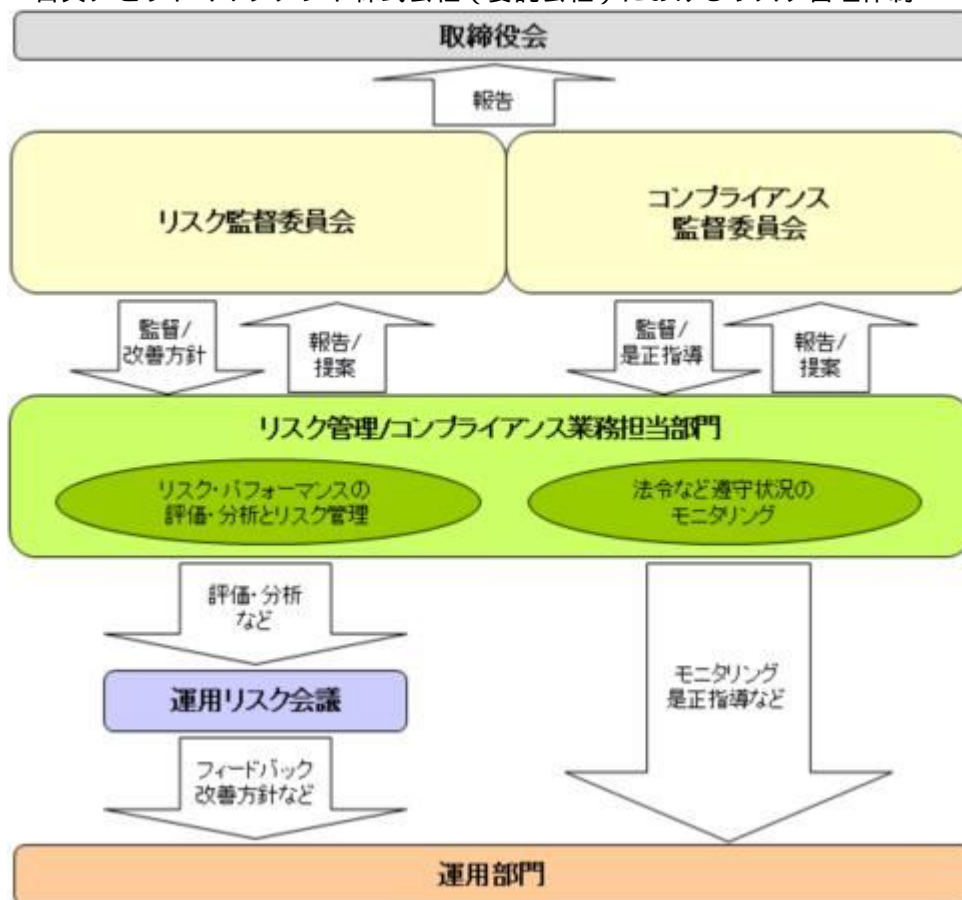 取締役会
報告
リスク監督委員会
コンプライアンス
監督委員会
監督/
改善方針
報告/
提案
監督/
是正指導
報告/
提案
リスク管理/コンプライアンス業務担当部門
リスク・パフォーマンスの
評価・分析とリスク管理
法令など遵守状況の
モニタリング
評価・分析
など
運用リスク会議
モニタリング
是正指導など
フィードバック
改善方針など
運用部門